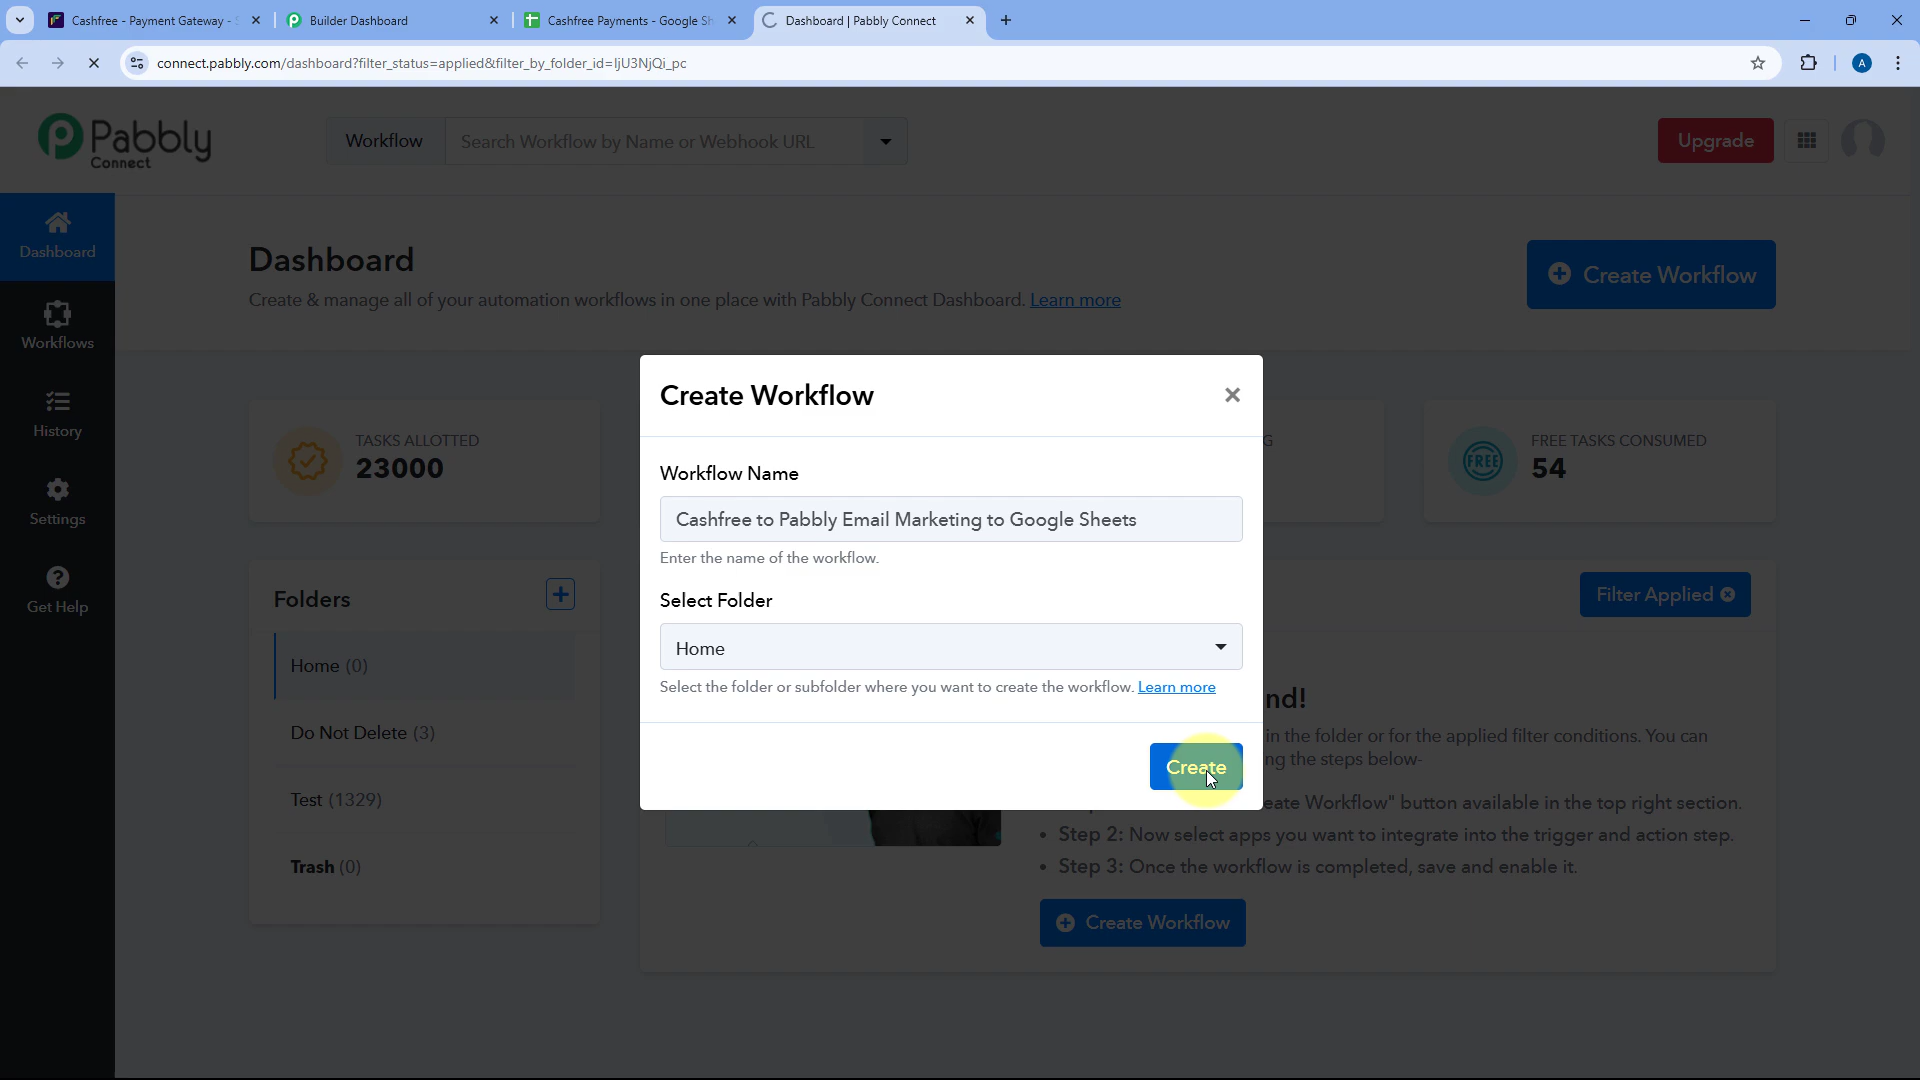 Cashfree - Payment Gateway -
Builder Dashboard
Cashfree Payments - Google Sh
Dashboard | Pabbly Connect
connect.pabbly.com/dashboard?filter_status=applied&filter_by_folder_id=IjU3NjQi_pc
A
Pabbly
Connect
Workflow
Search Workflow by Name or Webhook URL
Upgrade
Dashboard
Workflows
History
Settings
Get Help
Dashboard
Create & manage all of your automation workflows in one place with Pabbly Connect Dashboard. Learn more
Create Workflow
TASKS ALLOTTED
23000
G
FREE
FREE TASKS CONSUMED
54
Folders
Home (0)
Do Not Delete (3)
Test (1329)
Trash (0)
Filter Applied
Create Workflow
Workflow Name
Cashfree to Pabbly Email Marketing to Google Sheets
Enter the name of the workflow.
Select Folder
Home
Select the folder or subfolder where you want to create the workflow. Learn more
Create
nd!
in the folder or for the applied filter conditions. You can
ng the steps below-
eate Workflow" button available in the top right section.
• Step 2: Now select apps you want to integrate into the trigger and action step.
• Step 3: Once the workflow is completed, save and enable it.
Create Workflow